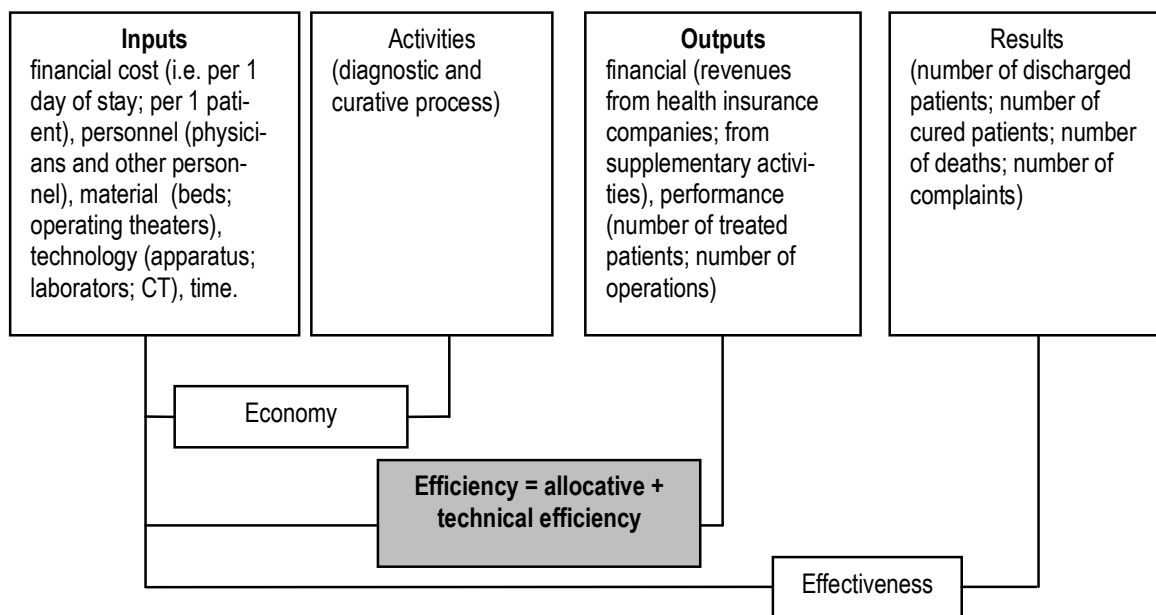 Inputs
financial cost (i.e. per 1
day of stay; per 1 pati-
ent), personnel (physici-
ans and other person-
nel), material (beds;
operating theaters),
technology (apparatus;
laborators; CT), time.
Activities
(diagnostic and
curative process)
Outputs
financial (revenues
from health insurance
companies; from
supplementary activi-
ties), performance
(number of treated
patients; number of
operations)
Results
(number of discharged
patients; number of
cured patients; number
of deaths; number of
complaints)
Economy
Efficiency = allocative +
technical efficiency
Effectiveness